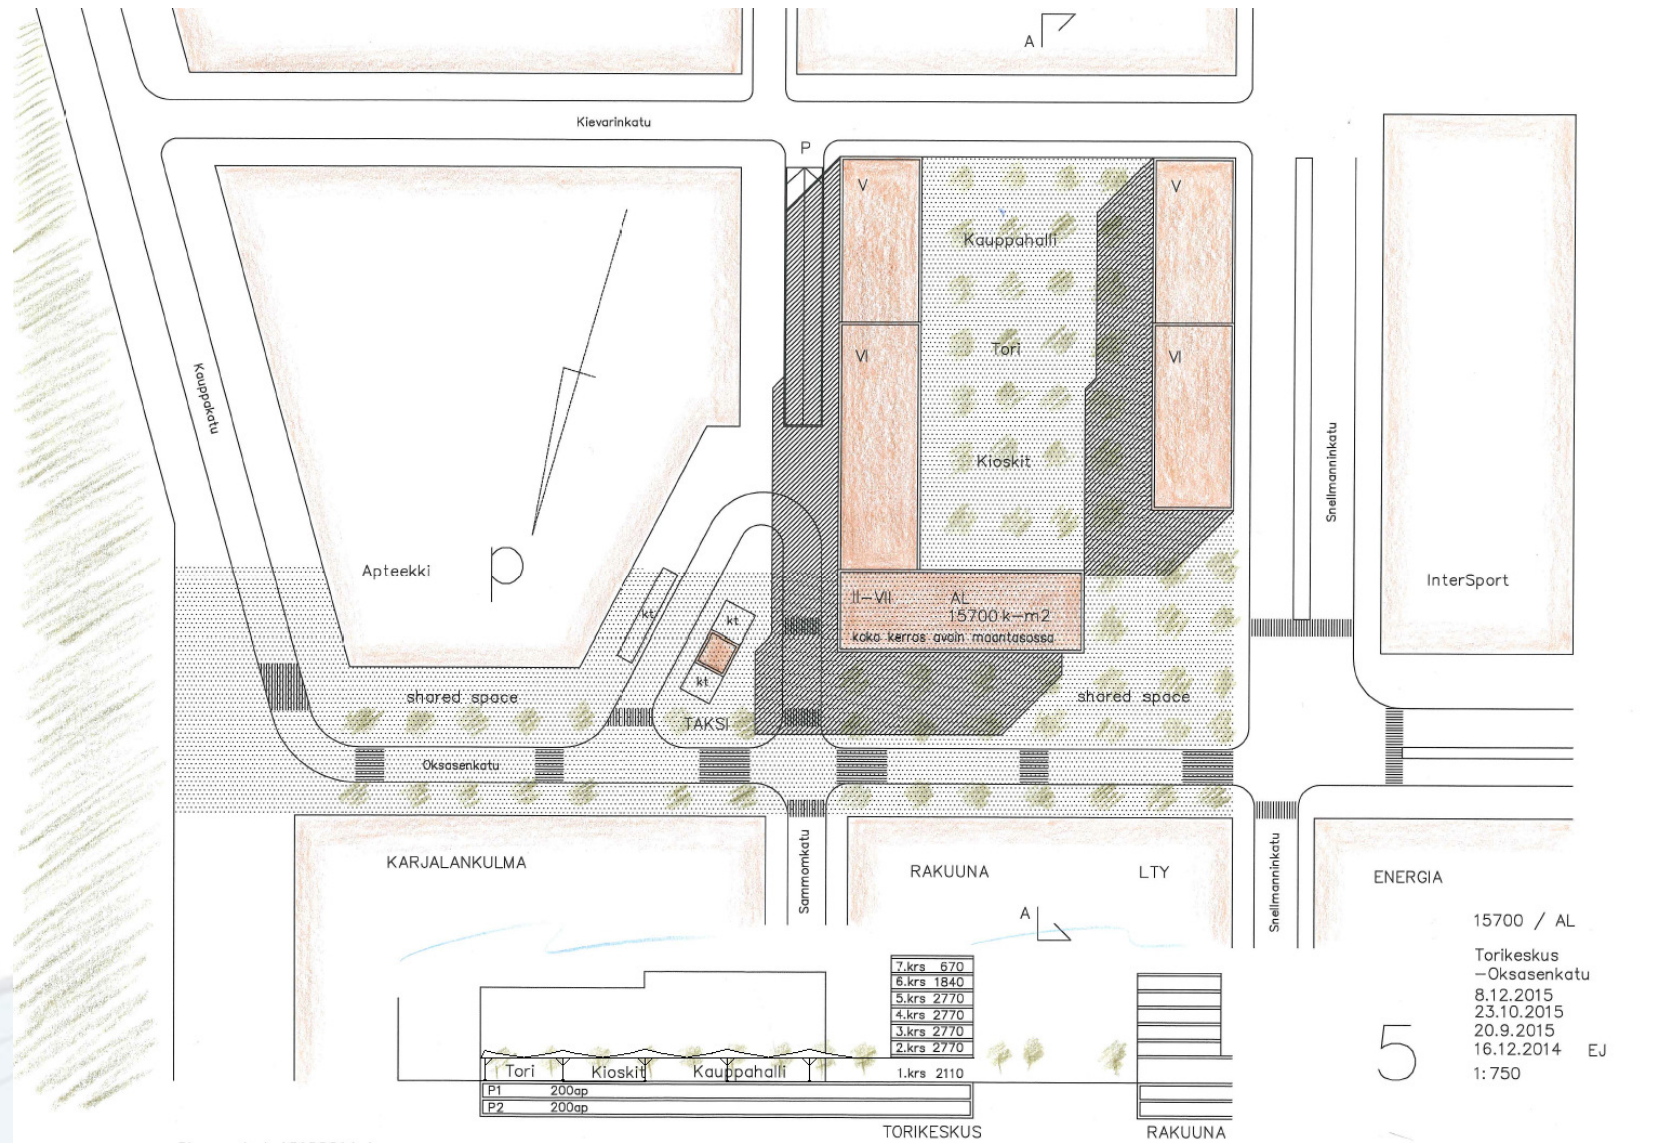 A
Kievarinkatu
P
V
V
Kauppahalli
Kauppakatu
VI
Tori
VI
Kioskit
Snellmanninkatu
Apteekki
P
InterSport
kt
kt
kt
II-VII AL
15700 k-m2
koko kerros avoin maantasossa
shared space
shared space
TAKSI
Oksasenkatu
KARJALANKULMA
Sammonkatu
RAKUUNA
LTY
Snellmanninkatu
ENERGIA
A
15700 / AL
Torikeskus
-Oksasenkatu
8.12.2015
23.10.2015
20.9.2015
16.12.2014 EJ
1:750
5
7.krs 670
6.krs 1840
5.krs 2770
4.krs 2770
3.krs 2770
2.krs 2770
1.krs 2110
Tori Kioskit Kauppahalli
P1 200ap
P2 200ap
TORIKESKUS
RAKUUNA